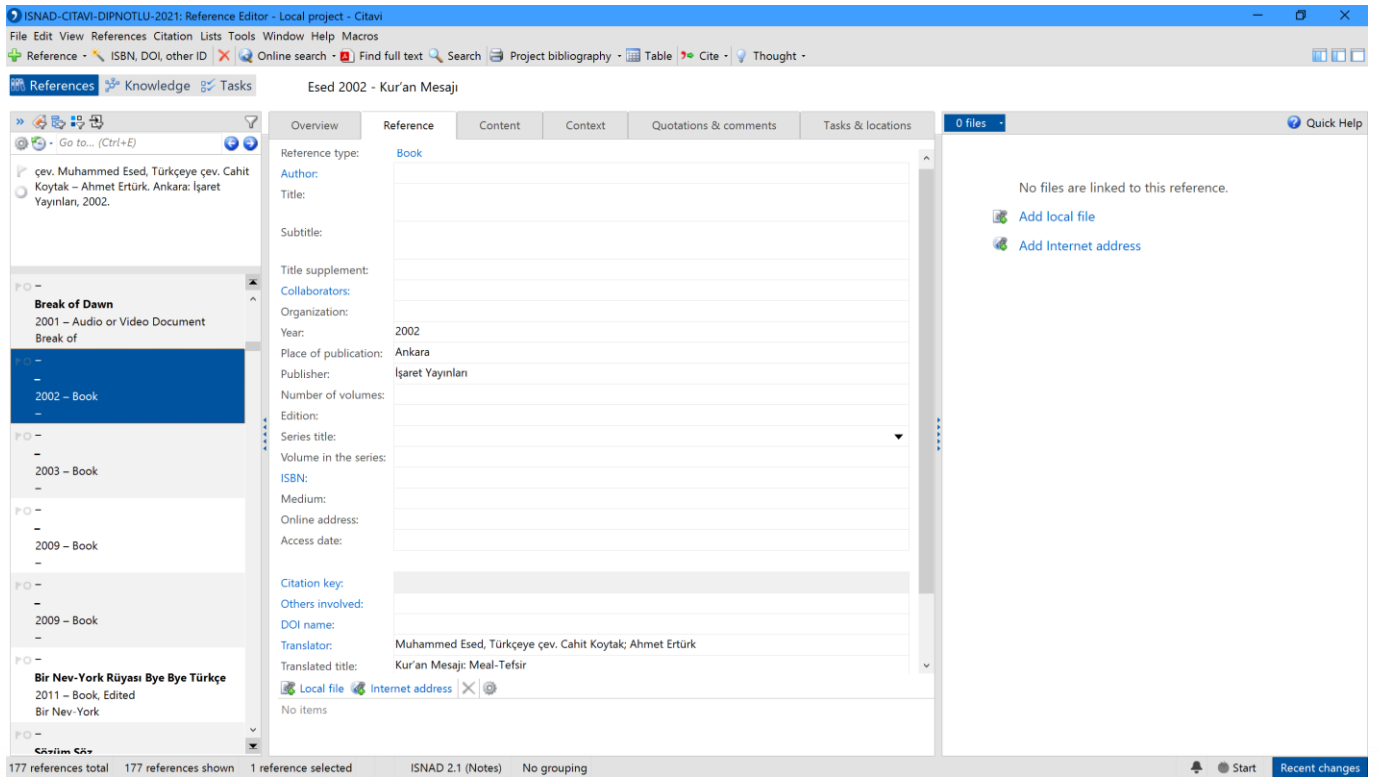 ISNAD-CITAVI-DIPNOTLU-2021: Reference Editor - Local project - Citavi
File Edit View References Citation Lists Tools Window Help Macros
Reference ISBN, DOI, other ID Online search Find full text Search Project bibliography Table Cite Thought
References Knowledge Tasks Esed 2002 - Kur'an Mesajı
Overview Reference Content Context Quotations & comments Tasks & locations 0 files Quick Help
Go to... (Ctrl+E)
çev. Muhammed Esed, Türkçeye çev. Cahit
Koytak – Ahmet Ertürk. Ankara: İşaret
Yayınları, 2002.
–
Break of Dawn
2001 – Audio or Video Document
Break of
–
–
2002 – Book
–
–
–
2003 – Book
–
–
–
2009 – Book
–
–
–
2009 – Book
–
–
Bir Nev-York Rüyası Bye Bye Türkçe
2011 – Book, Edited
Bir Nev-York
–
Sözüm Söz
Reference type: Book
Author:
Title:
Subtitle:
Title supplement:
Collaborators:
Organization:
Year: 2002
Place of publication: Ankara
Publisher: İşaret Yayınları
Number of volumes:
Edition:
Series title:
Volume in the series:
ISBN:
Medium:
Online address:
Access date:
Citation key:
Others involved:
DOI name:
Translator: Muhammed Esed, Türkçeye çev. Cahit Koytak; Ahmet Ertürk
Translated title: Kur'an Mesajı: Meal-Tefsir
Local file Internet address
No items
No files are linked to this reference.
Add local file
Add Internet address
177 references total 177 references shown 1 reference selected ISNAD 2.1 (Notes) No grouping Start Recent changes